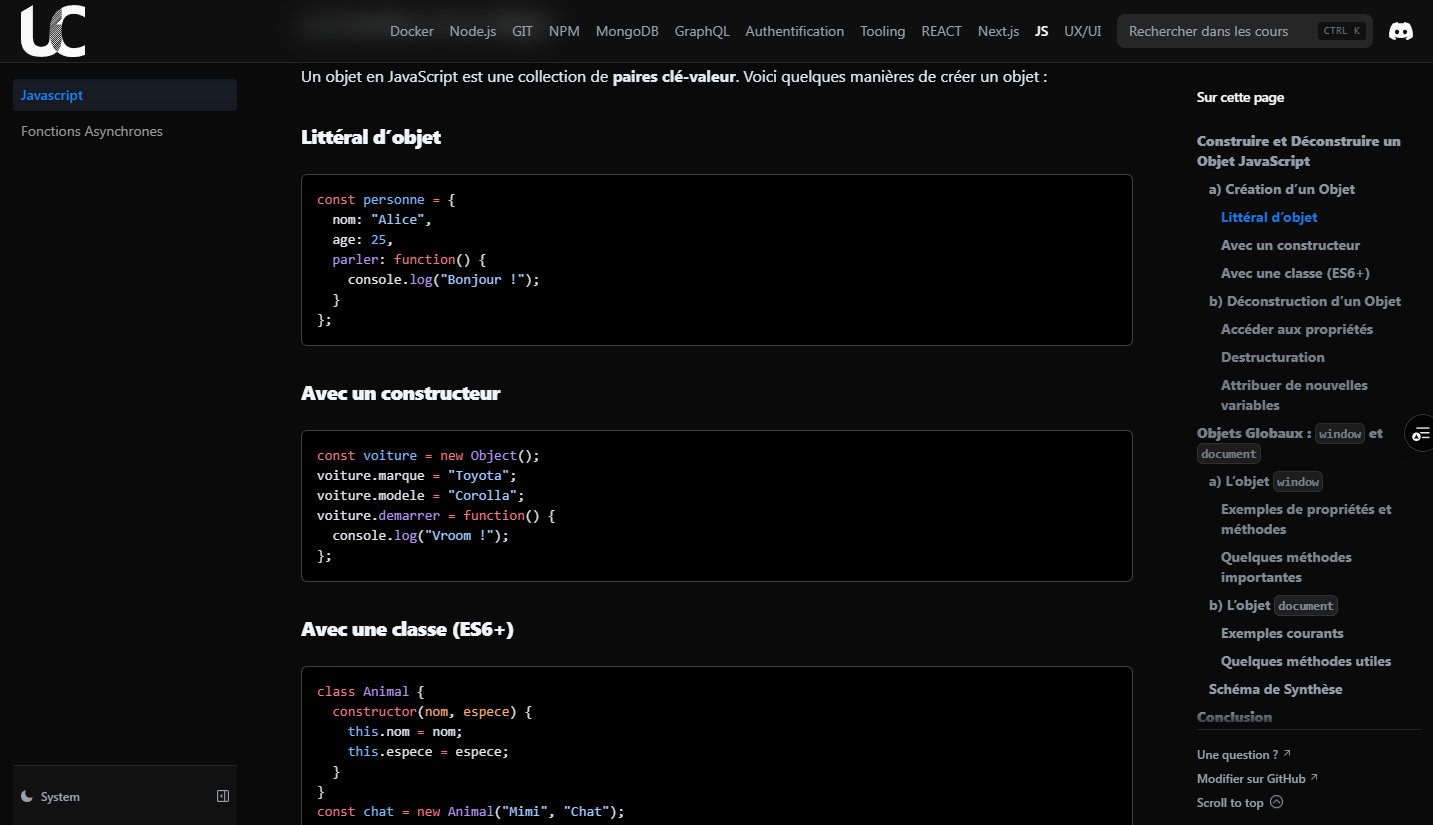 UC
Docker Node.js GIT NPM MongoDB GraphQL Authentification Tooling REACT Next.js JS UX/UI Rechercher dans les cours CTRL K
Javascript
Fonctions Asynchrones
System
Un objet en JavaScript est une collection de paires clé-valeur. Voici quelques manières de créer un objet :
Littéral d’objet
const personne = {
  nom: "Alice",
  age: 25,
  parler: function() {
    console.log("Bonjour !");
  }
};
Avec un constructeur
const voiture = new Object();
voiture.marque = "Toyota";
voiture.modele = "Corolla";
voiture.demarrer = function() {
  console.log("Vroom !");
};
Avec une classe (ES6+)
class Animal {
  constructor(nom, espece) {
    this.nom = nom;
    this.espece = espece;
  }
}
const chat = new Animal("Mimi", "Chat");
Sur cette page
Construire et Déconstruire un
Objet JavaScript
a) Création d’un Objet
Littéral d’objet
Avec un constructeur
Avec une classe (ES6+)
b) Déconstruction d’un Objet
Accéder aux propriétés
Destructuration
Attribuer de nouvelles
variables
Objets Globaux : window et
document
a) L’objet window
Exemples de propriétés et
méthodes
Quelques méthodes
importantes
b) L’objet document
Exemples courants
Quelques méthodes utiles
Schéma de Synthèse
Conclusion
Une question ?
Modifier sur GitHub
Scroll to top